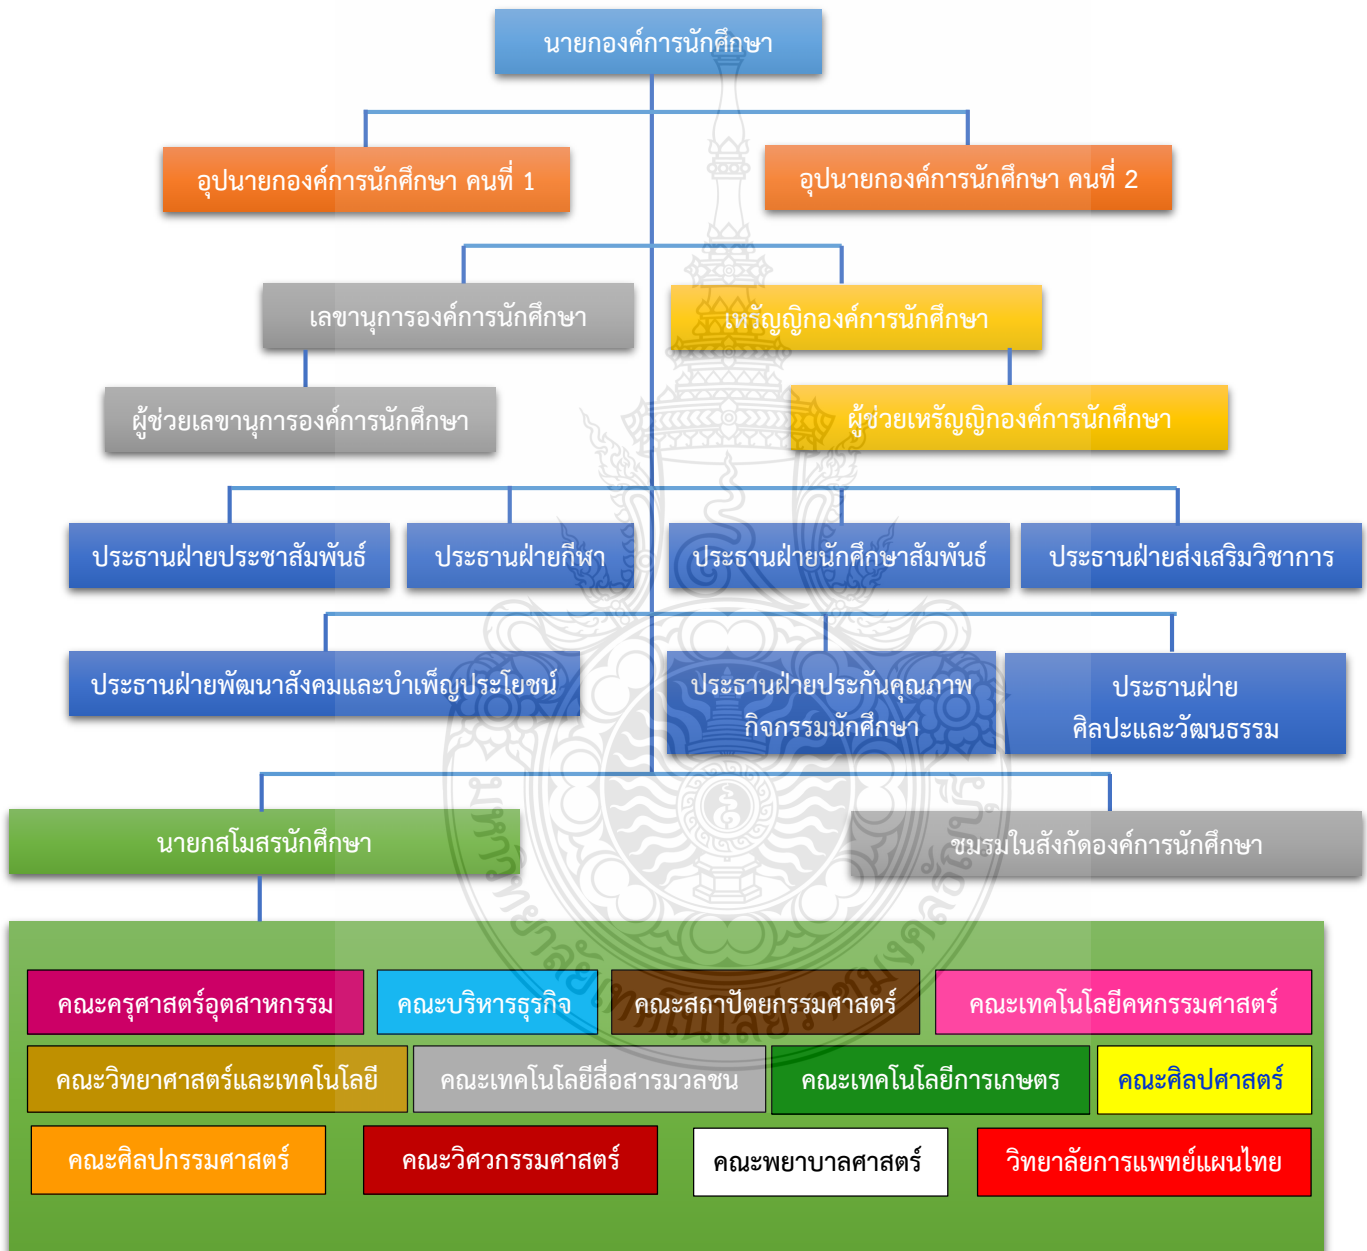 นายกองค์การนักศึกษา
อุปนายกองค์การนักศึกษา คนที่ 1
อุปนายกองค์การนักศึกษา คนที่ 2
เลขานุการองค์การนักศึกษา
เหรัญญิกองค์การนักศึกษา
ผู้ช่วยเลขานุการองค์การนักศึกษา
ผู้ช่วยเหรัญญิกองค์การนักศึกษา
ประธานฝ่ายประชาสัมพันธ์
ประธานฝ่ายกีฬา
ประธานฝ่ายนักศึกษาสัมพันธ์
ประธานฝ่ายส่งเสริมวิชาการ
ประธานฝ่ายพัฒนาสังคมและบำเพ็ญประโยชน์
ประธานฝ่ายประกันคุณภาพ
กิจกรรมนักศึกษา
ประธานฝ่าย
ศิลปะและวัฒนธรรม
นายกสโมสรนักศึกษา
ชมรมในสังกัดองค์การนักศึกษา
คณะครุศาสตร์อุตสาหกรรม
คณะบริหารธุรกิจ
คณะสถาปัตยกรรมศาสตร์
คณะเทคโนโลยีคหกรรมศาสตร์
คณะวิทยาศาสตร์และเทคโนโลยี
คณะเทคโนโลยีสื่อสารมวลชน
คณะเทคโนโลยีการเกษตร
คณะศิลปศาสตร์
คณะศิลปกรรมศาสตร์
คณะวิศวกรรมศาสตร์
คณะพยาบาลศาสตร์
วิทยาลัยการแพทย์แผนไทย
มหาวิทยาลัยเทคโนโลยีราชมงคลธัญบุรี